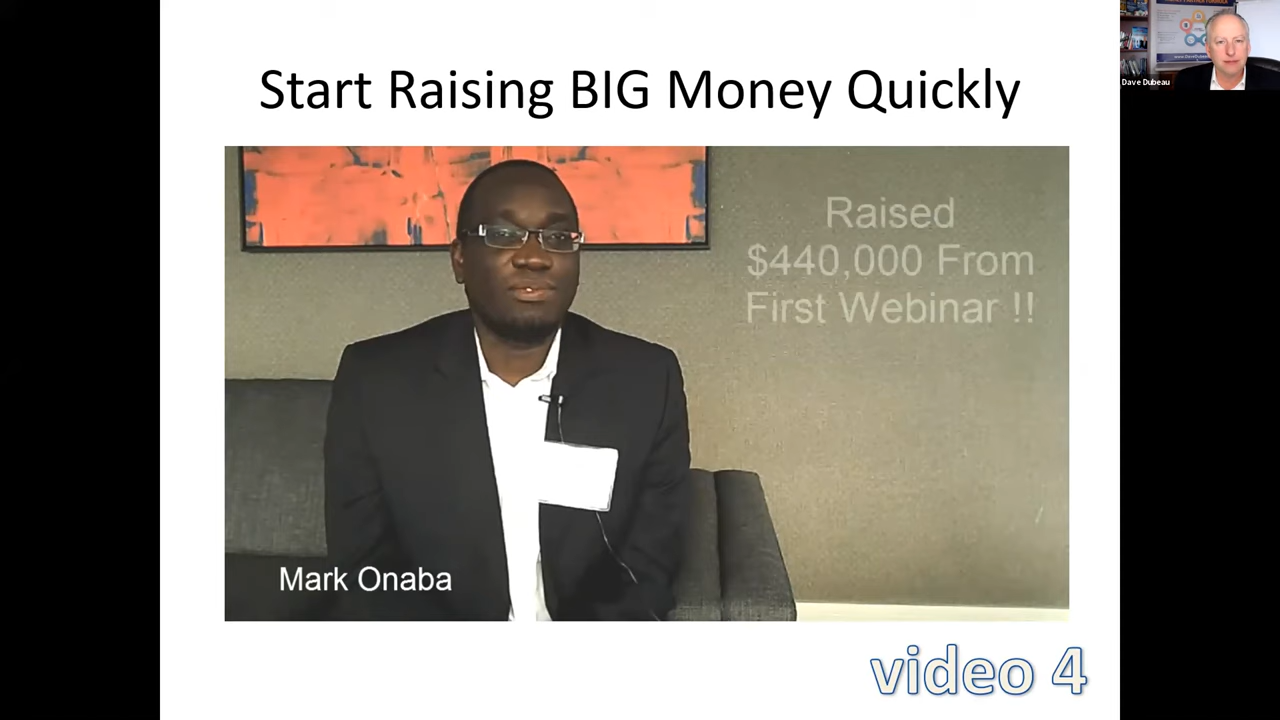 Start Raising BIG Money Quickly
Raised
$440,000 From
First Webinar !!
Mark Onaba
video 4
Dave Dubeau